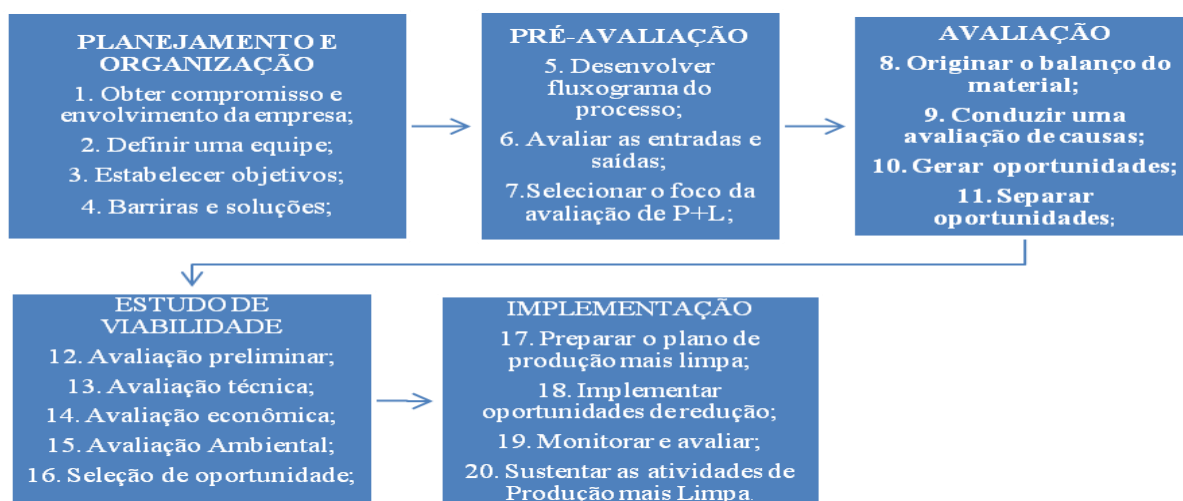 PLANEJAMENTO E
ORGANIZAÇÃO
1. Obter compromisso e
envolvimento da empresa;
2. Definir uma equipe;
3. Estabelecer objetivos;
4. Barriras e soluções;
PRÉ-AVALIAÇÃO
5. Desenvolver
fluxograma do
processo;
6. Avaliar as entradas e
saídas;
7.Selecionar o foco da
avaliação de P+L;
AVALIAÇÃO
8. Originar o balanço do
material;
9. Conduzir uma
avaliação de causas;
10. Gerar oportunidades;
11. Separar
oportunidades;
ESTUDO DE
VIABILIDADE
12. Avaliação preliminar;
13. Avaliação técnica;
14. Avaliação econômica;
15. Avaliação Ambiental;
16. Seleção de oportunidade;
IMPLEMENTAÇÃO
17. Preparar o plano de
produção mais limpa;
18. Implementar
oportunidades de redução;
19. Monitorar e avaliar;
20. Sustentar as atividades de
Produção mais Limpa.